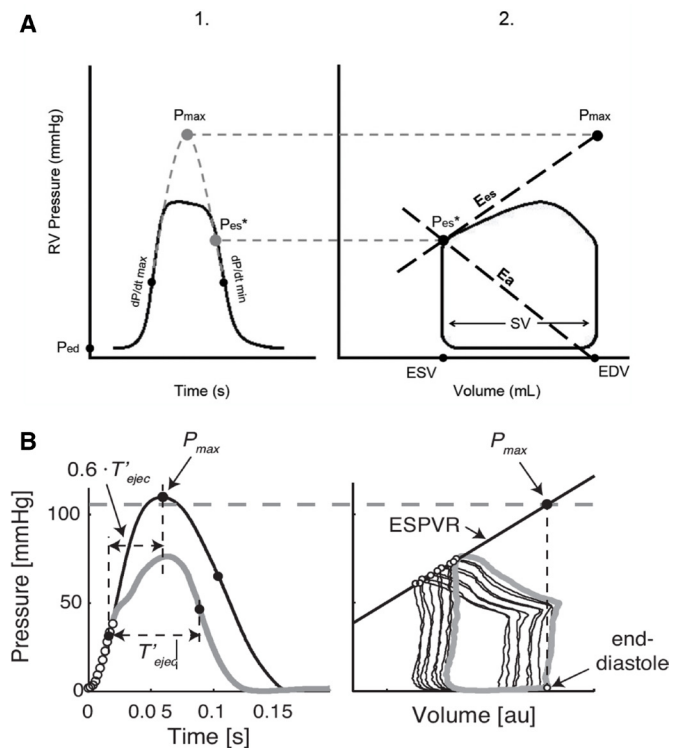 A
1.
2.
RV Pressure (mmHg)
Pmax
Pes*
dP/dt max
dP/dt min
Ped
Time (s)
Pmax
Ees
Pes*
Ea
SV
ESV
EDV
Volume (mL)
B
Pmax
0.6 · T'ejec
Pressure [mmHg]
100
50
0
T'ejec
0
0.05
0.1
0.15
Time [s]
Pmax
ESPVR
end-
diastole
Volume [au]